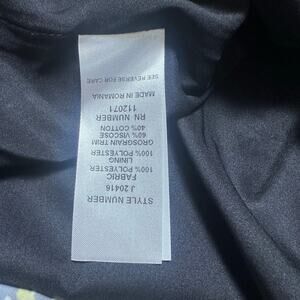 STYLE NUMBER
J 20416
FABRIC
100% POLYESTER
LINING
100% POLYESTER
GROSGRAIN TRIM
60% VISCOSE
40% COTTON
RN NUMBER
112071
MADE IN ROMANIA
SEE REVERSE FOR CARE